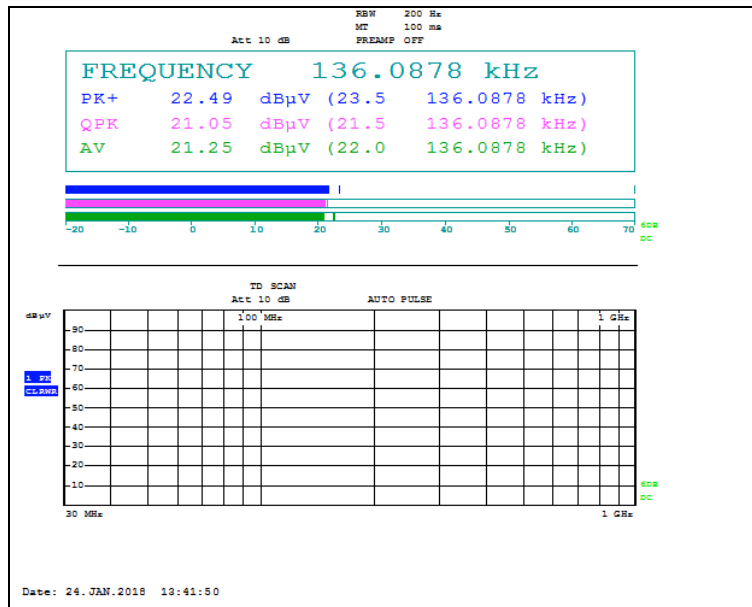 RBW 200 Hz
MT 100 ms
Att 10 dB PREAMP OFF
FREQUENCY 136.0878 kHz
PK+ 22.49 dBµV (23.5 136.0878 kHz)
QPK 21.05 dBµV (21.5 136.0878 kHz)
AV 21.25 dBµV (22.0 136.0878 kHz)
-20 -10 0 10 20 30 40 50 60 70 6DB
DC
TD SCAN
Att 10 dB AUTO PULSE
dBµV 100 MHz 1 GHz
90
80
70
1 PK
60
CLRWR
50
40
30
20
10 6DB
DC
30 MHz 1 GHz
Date: 24.JAN.2018 13:41:50